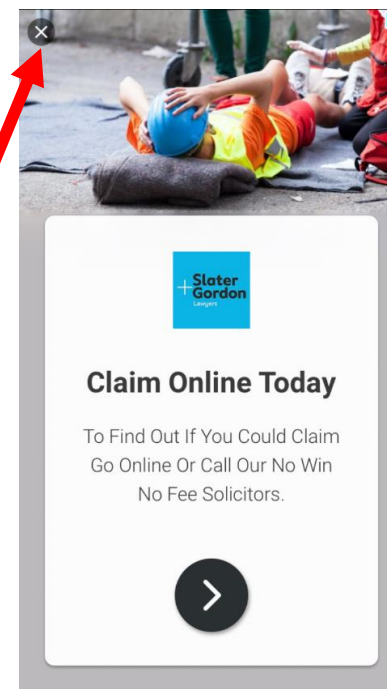 Slater
Gordon
Lawyers
Claim Online Today
To Find Out If You Could Claim
Go Online Or Call Our No Win
No Fee Solicitors.